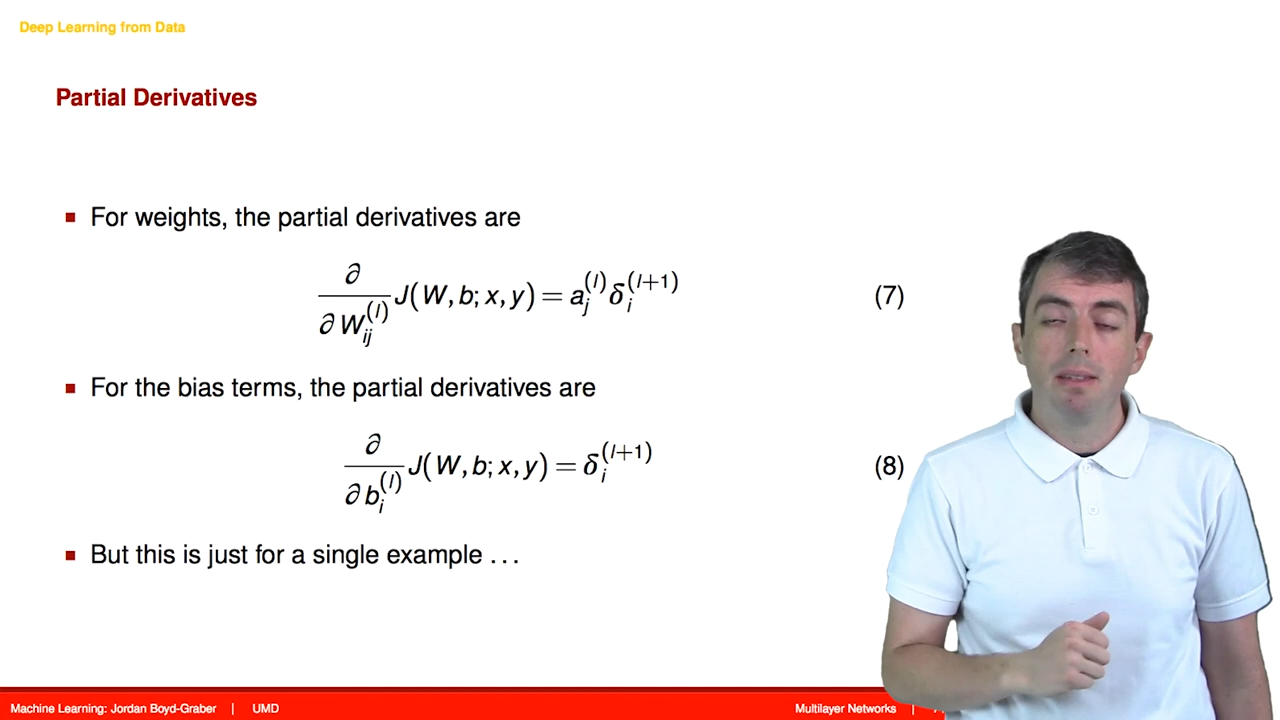 Deep Learning from Data
Partial Derivatives
■ For weights, the partial derivatives are
∂/∂W_{ij}^{(l)} J(W, b; x, y) = a_j^{(l)} δ_i^{(l+1)} (7)
■ For the bias terms, the partial derivatives are
∂/∂b_i^{(l)} J(W, b; x, y) = δ_i^{(l+1)} (8)
■ But this is just for a single example . . .
Machine Learning: Jordan Boyd-Graber | UMD Multilayer Networks |